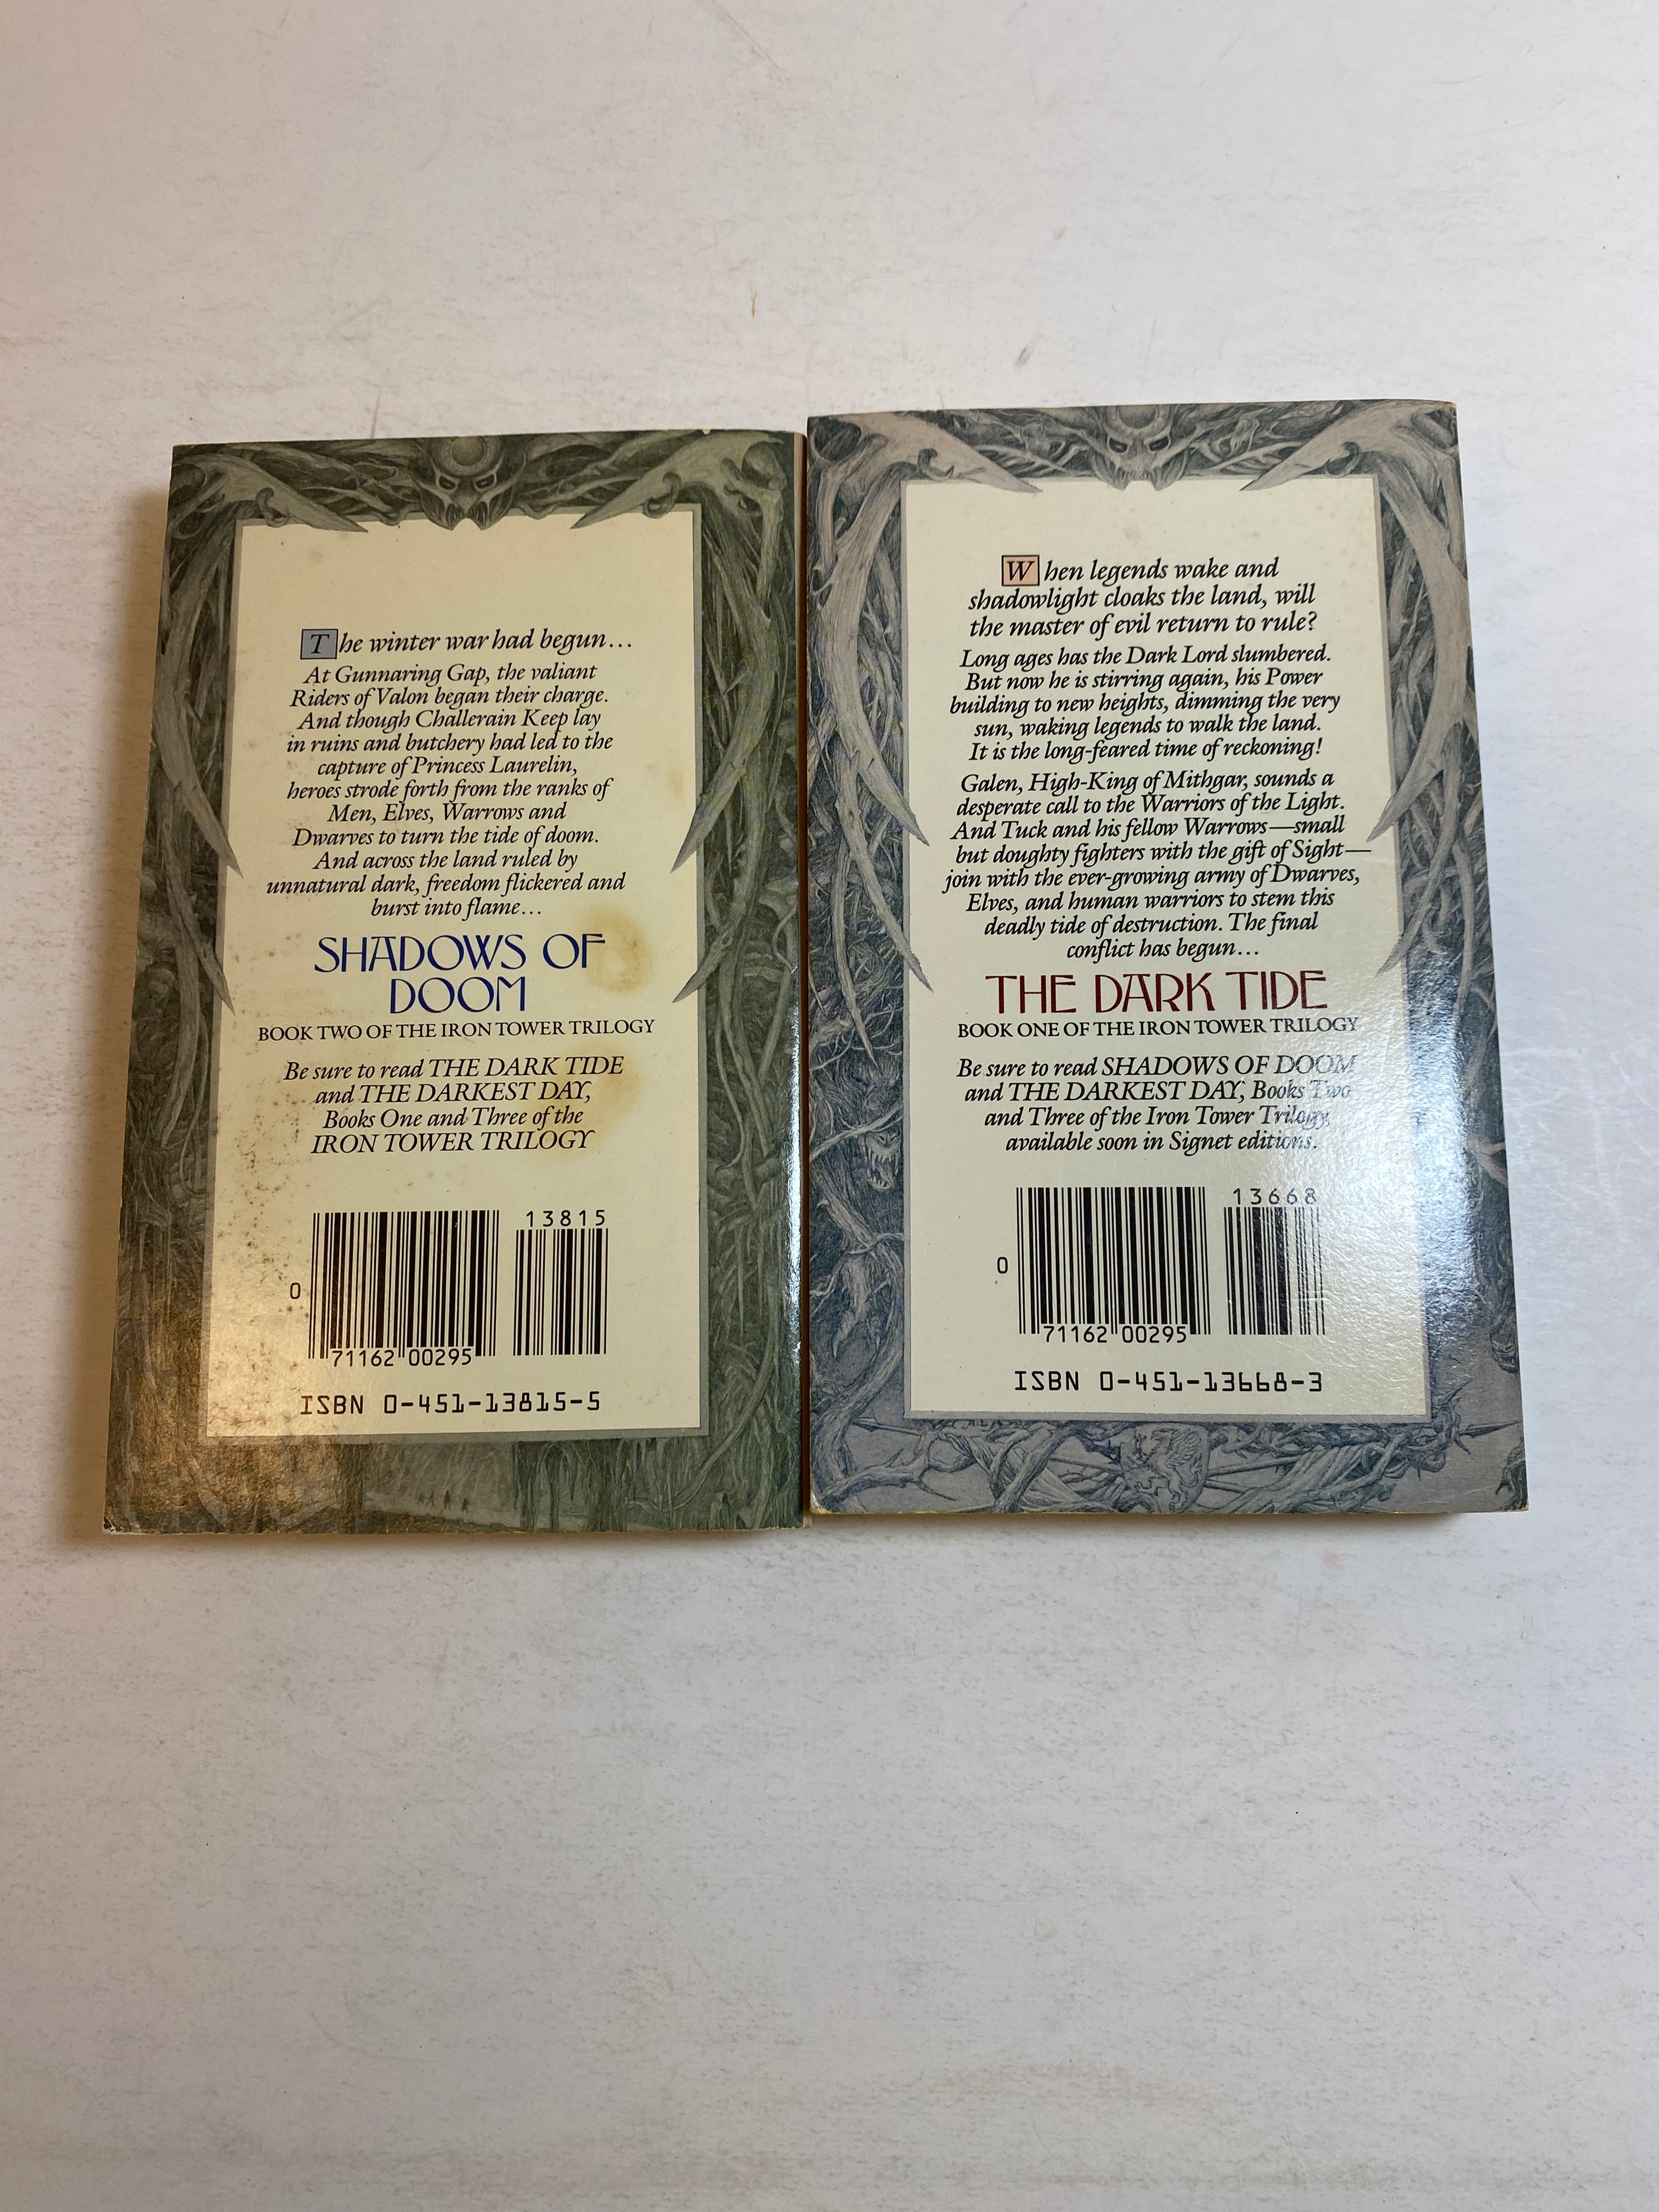 The winter war had begun...
At Gunnaring Gap, the valiant
Riders of Valon began their charge.
And though Challerain Keep lay
in ruins and butchery had led to the
capture of Princess Laurelin,
heroes strode forth from the ranks of
Men, Elves, Warrows and
Dwarves to turn the tide of doom.
And across the land ruled by
unnatural dark, freedom flickered and
burst into flame...
SHADOWS OF
DOOM
BOOK TWO OF THE IRON TOWER TRILOGY
Be sure to read THE DARK TIDE
and THE DARKEST DAY,
Books One and Three of the
IRON TOWER TRILOGY
13815
0
71162 00295
ISBN 0-451-13815-5
When legends wake and
shadowlight cloaks the land, will
the master of evil return to rule?
Long ages has the Dark Lord slumbered.
But now he is stirring again, his Power
building to new heights, dimming the very
sun, waking legends to walk the land.
It is the long-feared time of reckoning!
Galen, High-King of Mithgar, sounds a
desperate call to the Warriors of the Light.
And Tuck and his fellow Warrows—small
but doughty fighters with the gift of Sight—
join with the ever-growing army of Dwarves,
Elves, and human warriors to stem this
deadly tide of destruction. The final
conflict has begun...
THE DARK TIDE
BOOK ONE OF THE IRON TOWER TRILOGY
Be sure to read SHADOWS OF DOOM
and THE DARKEST DAY, Books Two
and Three of the Iron Tower Trilogy,
available soon in Signet editions.
13668
0
71162 00295
ISBN 0-451-13668-3